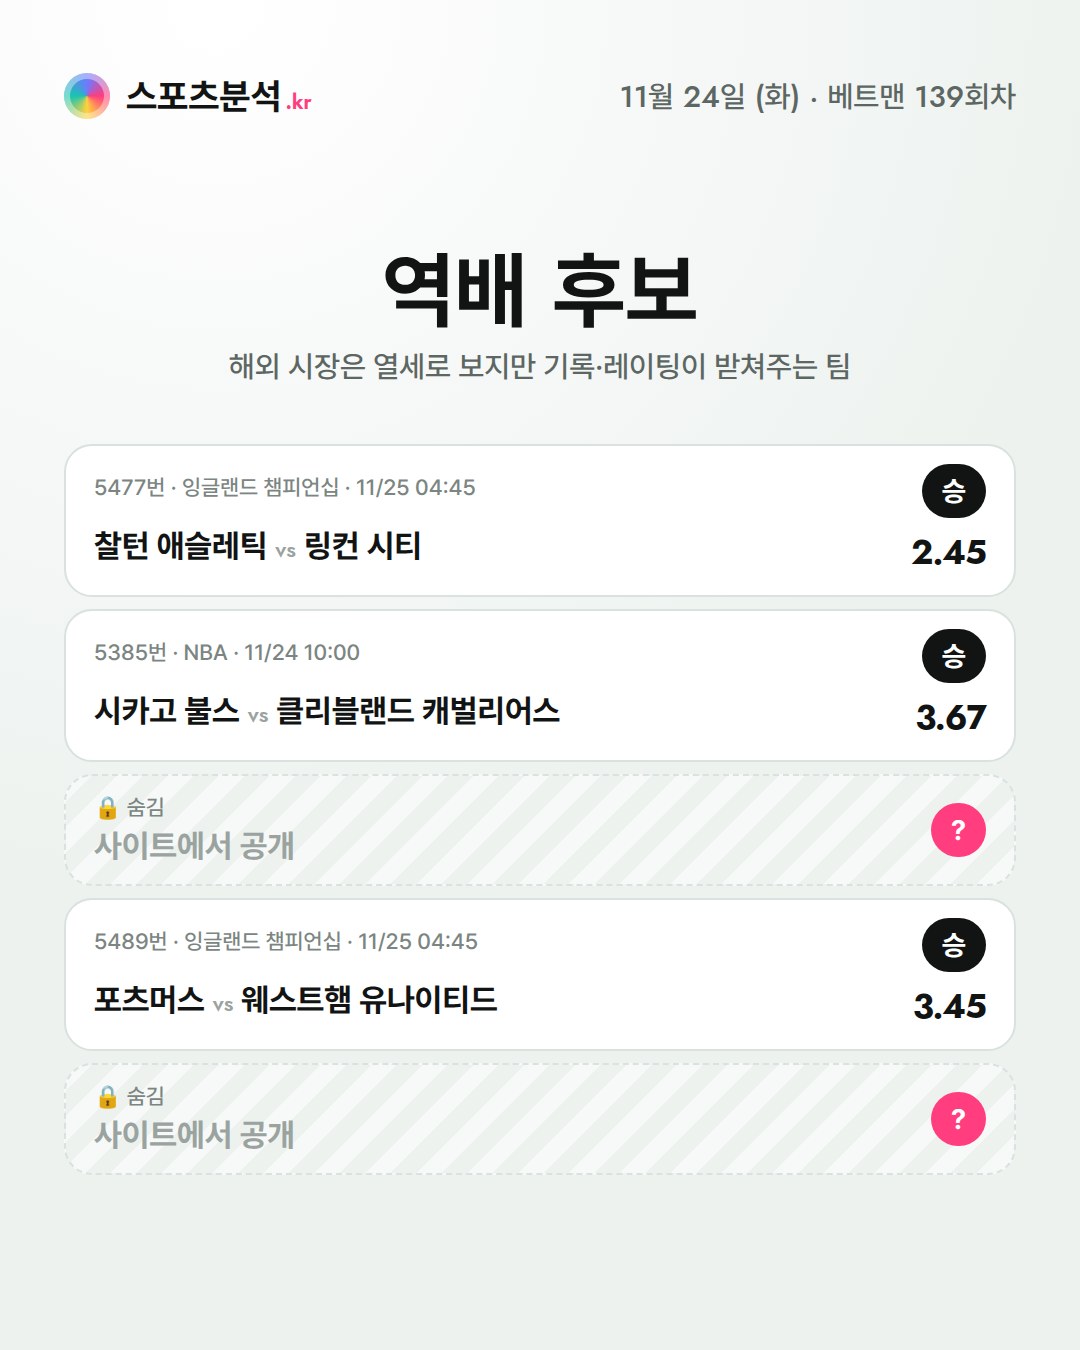 스포츠분석.kr
11월 24일 (화) · 베트맨 139회차
역배 후보
해외 시장은 열세로 보지만 기록·레이팅이 받쳐주는 팀
5477번 · 잉글랜드 챔피언십 · 11/25 04:45
승
찰턴 애슬레틱 vs 링컨 시티
2.45
5385번 · NBA · 11/24 10:00
승
시카고 불스 vs 클리블랜드 캐벌리어스
3.67
🔒 숨김
사이트에서 공개
?
5489번 · 잉글랜드 챔피언십 · 11/25 04:45
승
포츠머스 vs 웨스트햄 유나이티드
3.45
🔒 숨김
사이트에서 공개
?